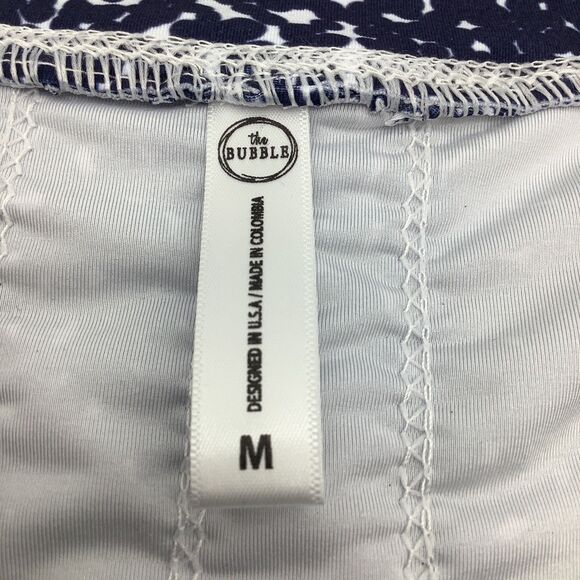 the
BUBBLE
DESIGNED IN U.S.A / MADE IN COLOMBIA
M